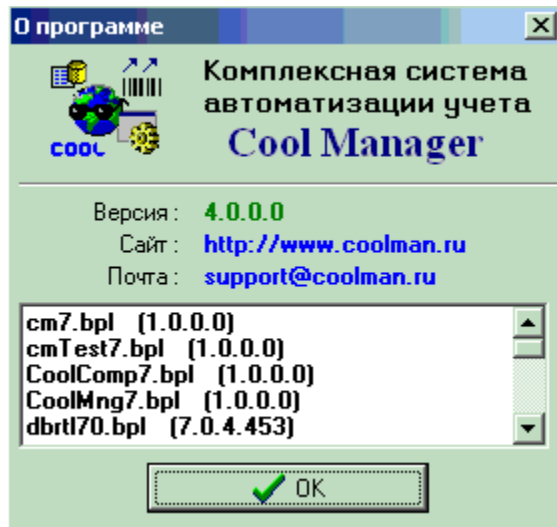 О программе
Комплексная система
автоматизации учета
Cool Manager
COOL
Версия : 4.0.0.0
Сайт : http://www.coolman.ru
Почта : support@coolman.ru
cm7.bpl (1.0.0.0)
cmTest7.bpl (1.0.0.0)
CoolComp7.bpl (1.0.0.0)
CoolMng7.bpl (1.0.0.0)
dbrtl70.bpl (7.0.4.453)
OK